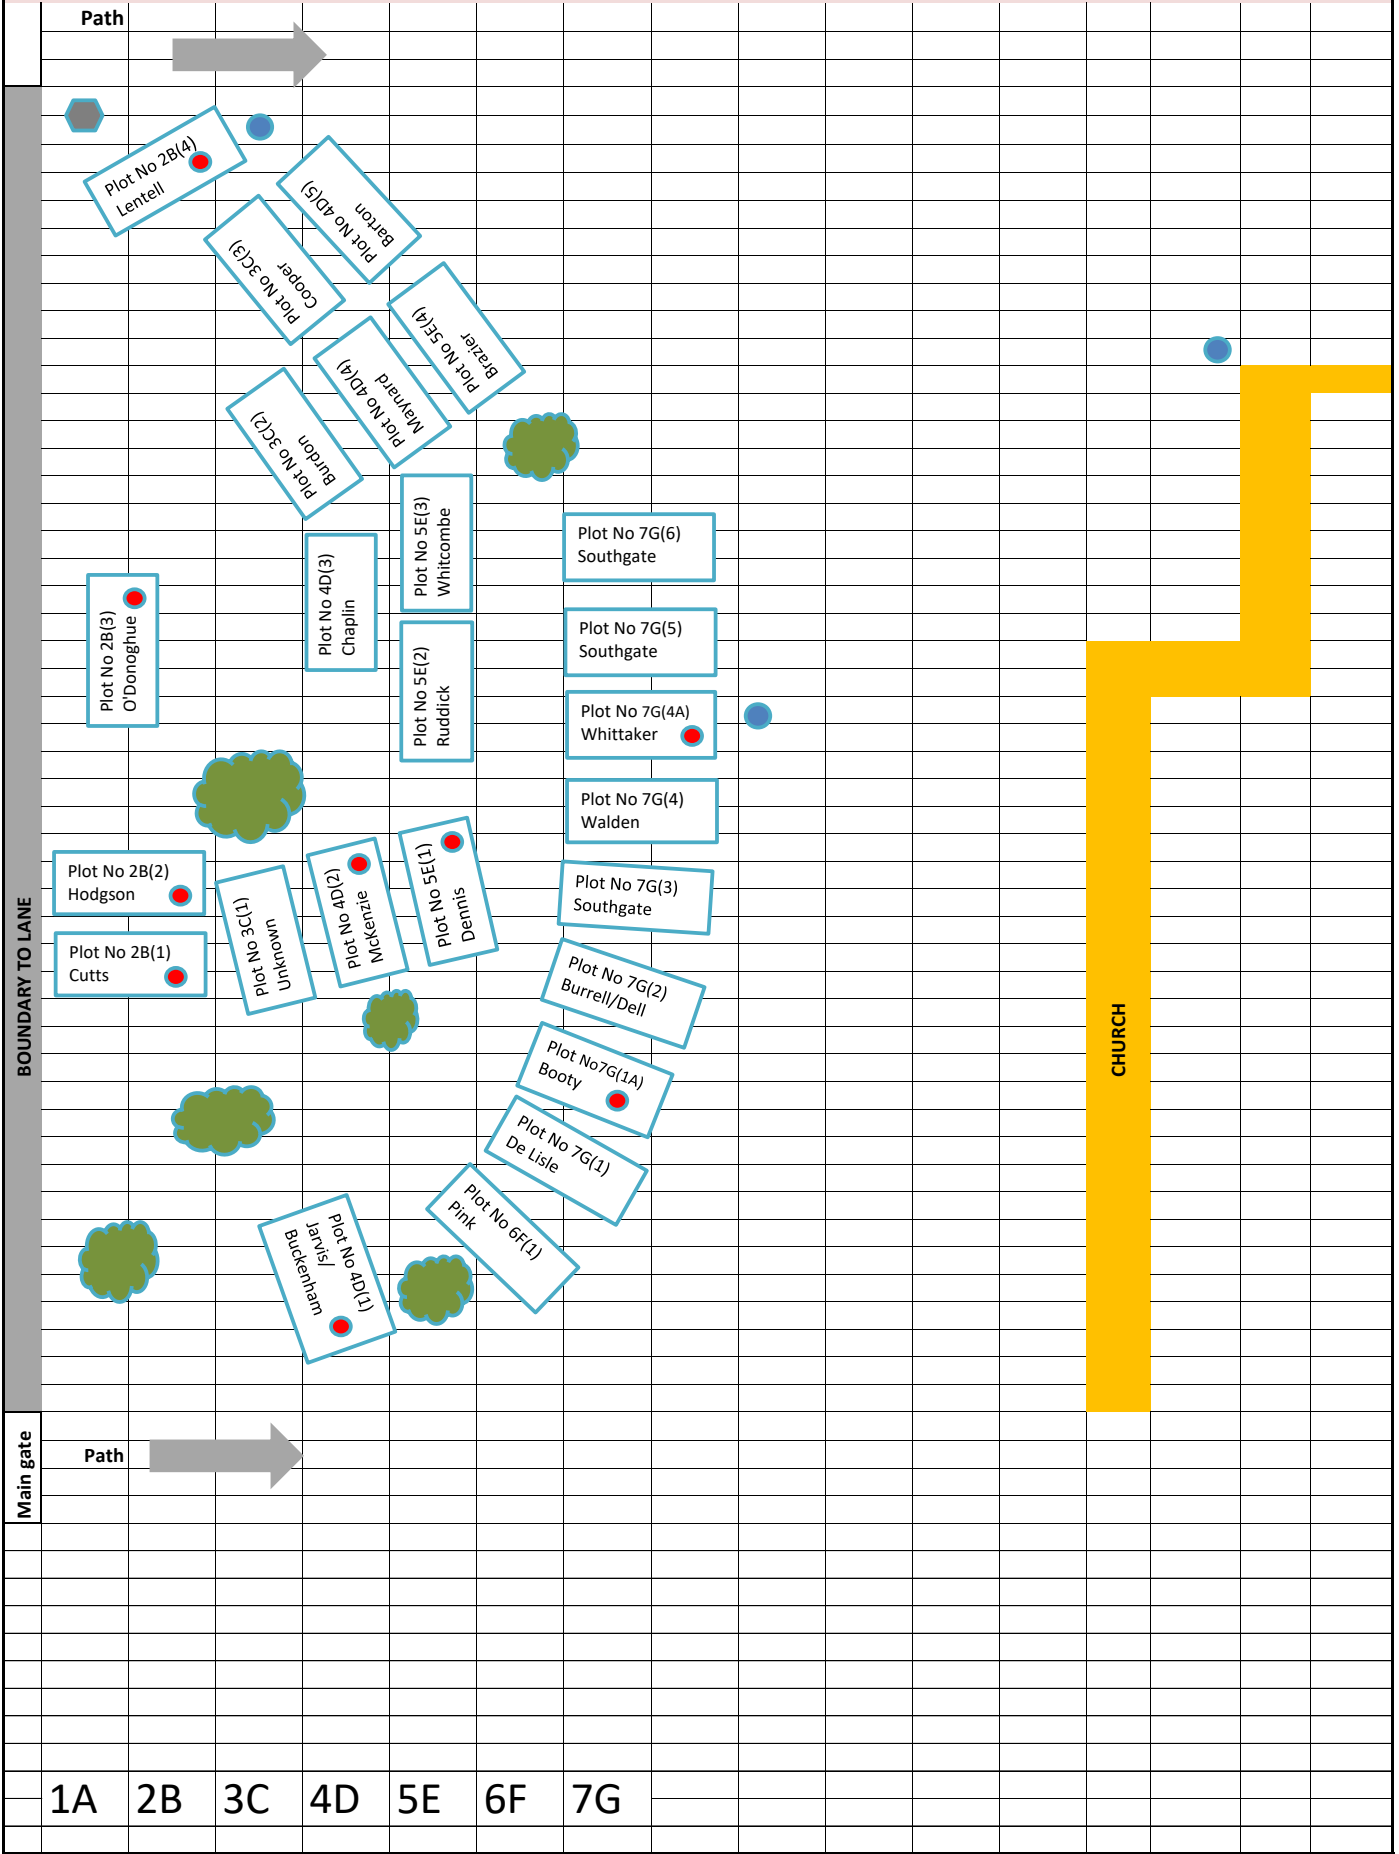 Path
Plot No 2B(4)
Lentell
Plot No 4D(5)
Barton
Plot No 3C(3)
Cooper
Plot No 5E(4)
Brazier
Plot No 4D(4)
Maynard
Plot No 3C(2)
Burdon
Plot No 5E(3)
Whitcombe
Plot No 7G(6)
Southgate
Plot No 4D(3)
Chaplin
Plot No 2B(3)
O'Donoghue
Plot No 7G(5)
Southgate
Plot No 5E(2)
Ruddick
Plot No 7G(4A)
Whittaker
Plot No 7G(4)
Walden
Plot No 2B(2)
Hodgson
Plot No 3C(1)
Unknown
Plot No 4D(2)
McKenzie
Plot No 5E(1)
Dennis
Plot No 7G(3)
Southgate
Plot No 2B(1)
Cutts
Plot No 7G(2)
Burrell/Dell
BOUNDARY TO LANE
CHURCH
Plot No7G(1A)
Booty
Plot No 7G(1)
De Lisle
Plot No 6F(1)
Pink
Plot No 4D(1)
Jarvis/
Buckenham
Main gate
Path
1A 2B 3C 4D 5E 6F 7G